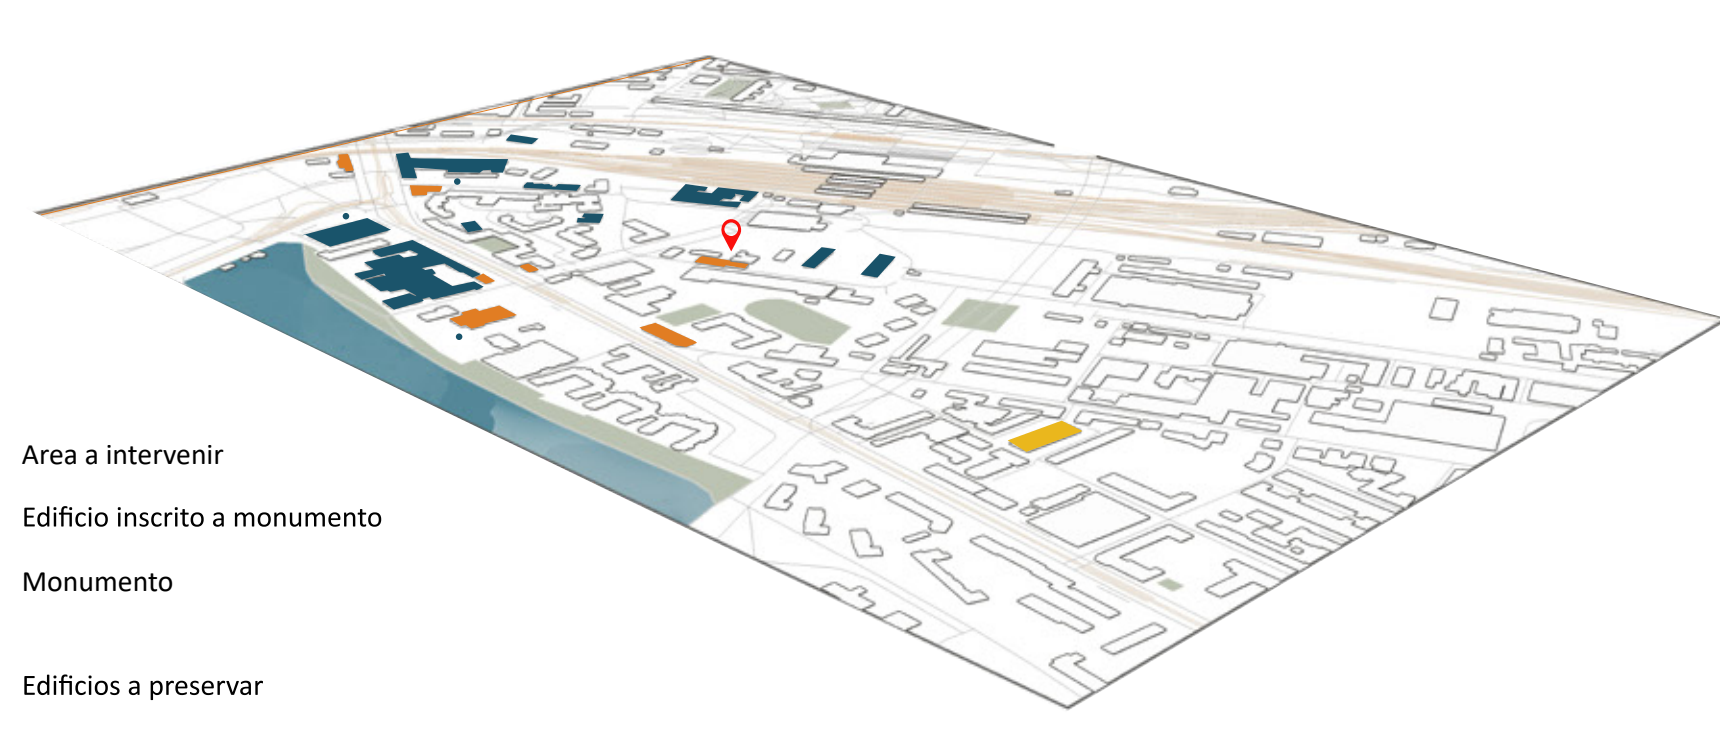 Area a intervenir
Edificio inscrito a monumento
Monumento
Edificios a preservar